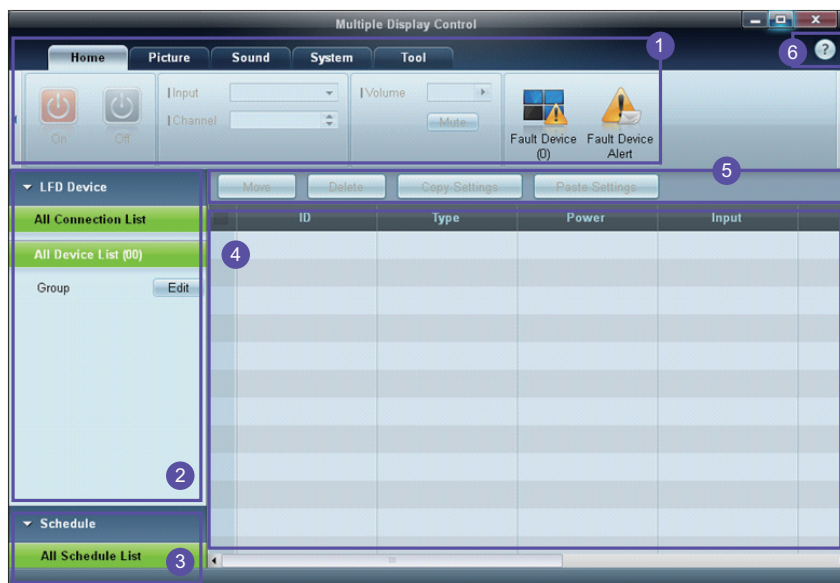 Multiple Display Control
Home Picture Sound System Tool
1
6
?
Input
Channel
On Off
Volume
Mute
Fault Device
(0)
Fault Device
Alert
5
LFD Device
All Connection List
All Device List (00)
Group Edit
2
Schedule
All Schedule List
3
Move Delete Copy Settings Paste Settings
ID Type Power Input
4